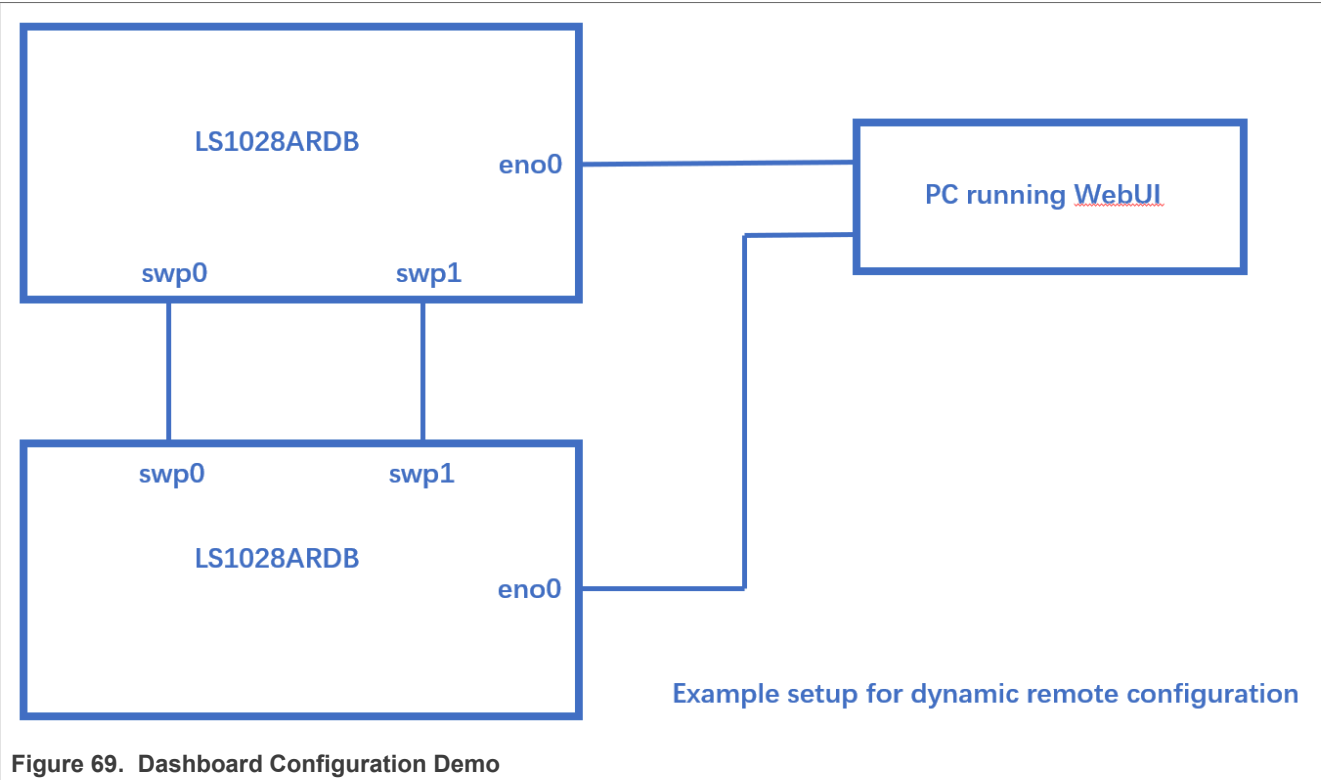 LS1028ARDB
eno0
PC running WebUI
swp0 swp1
swp0 swp1
LS1028ARDB
eno0
Example setup for dynamic remote configuration
Figure 69. Dashboard Configuration Demo